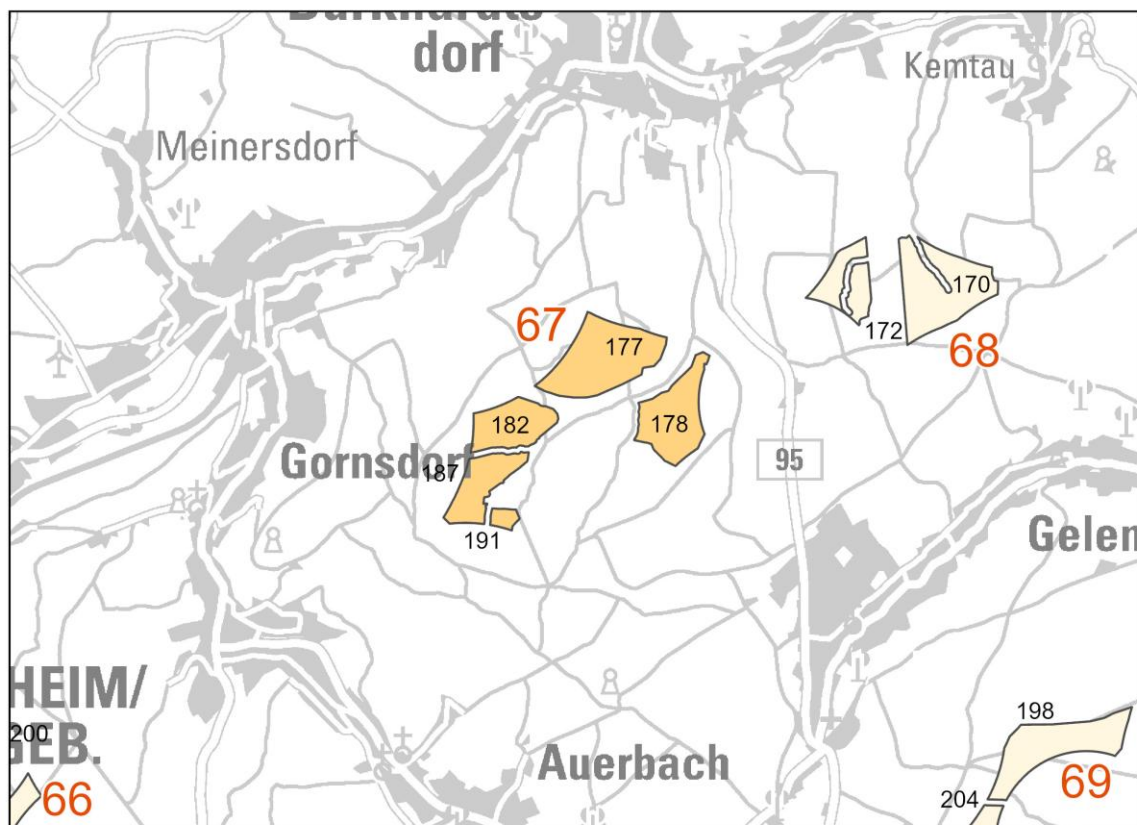 dorf
Kemtau
Meinersdorf
170
67
177
172
68
182
178
Gornsdorf
187
95
191
Gelen
HEIM/
198
200
GEB.
Auerbach
66
69
204